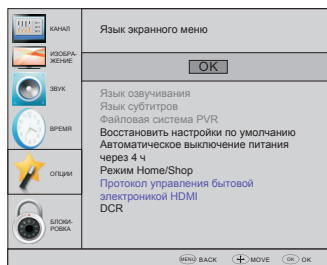 КАНАЛ
ИЗОБРА-
ЖЕНИЕ
ЗВУК
ВРЕМЯ
ОПЦИИ
БЛОКИ-
РОВКА
Язык экранного меню
OK
Язык озвучивания
Язык субтитров
Файловая система PVR
Восстановить настройки по умолчанию
Автоматическое выключение питания
через 4 ч
Режим Home/Shop
Протокол управления бытовой
электроникой HDMI
DCR
MENU BACK MOVE OK OK